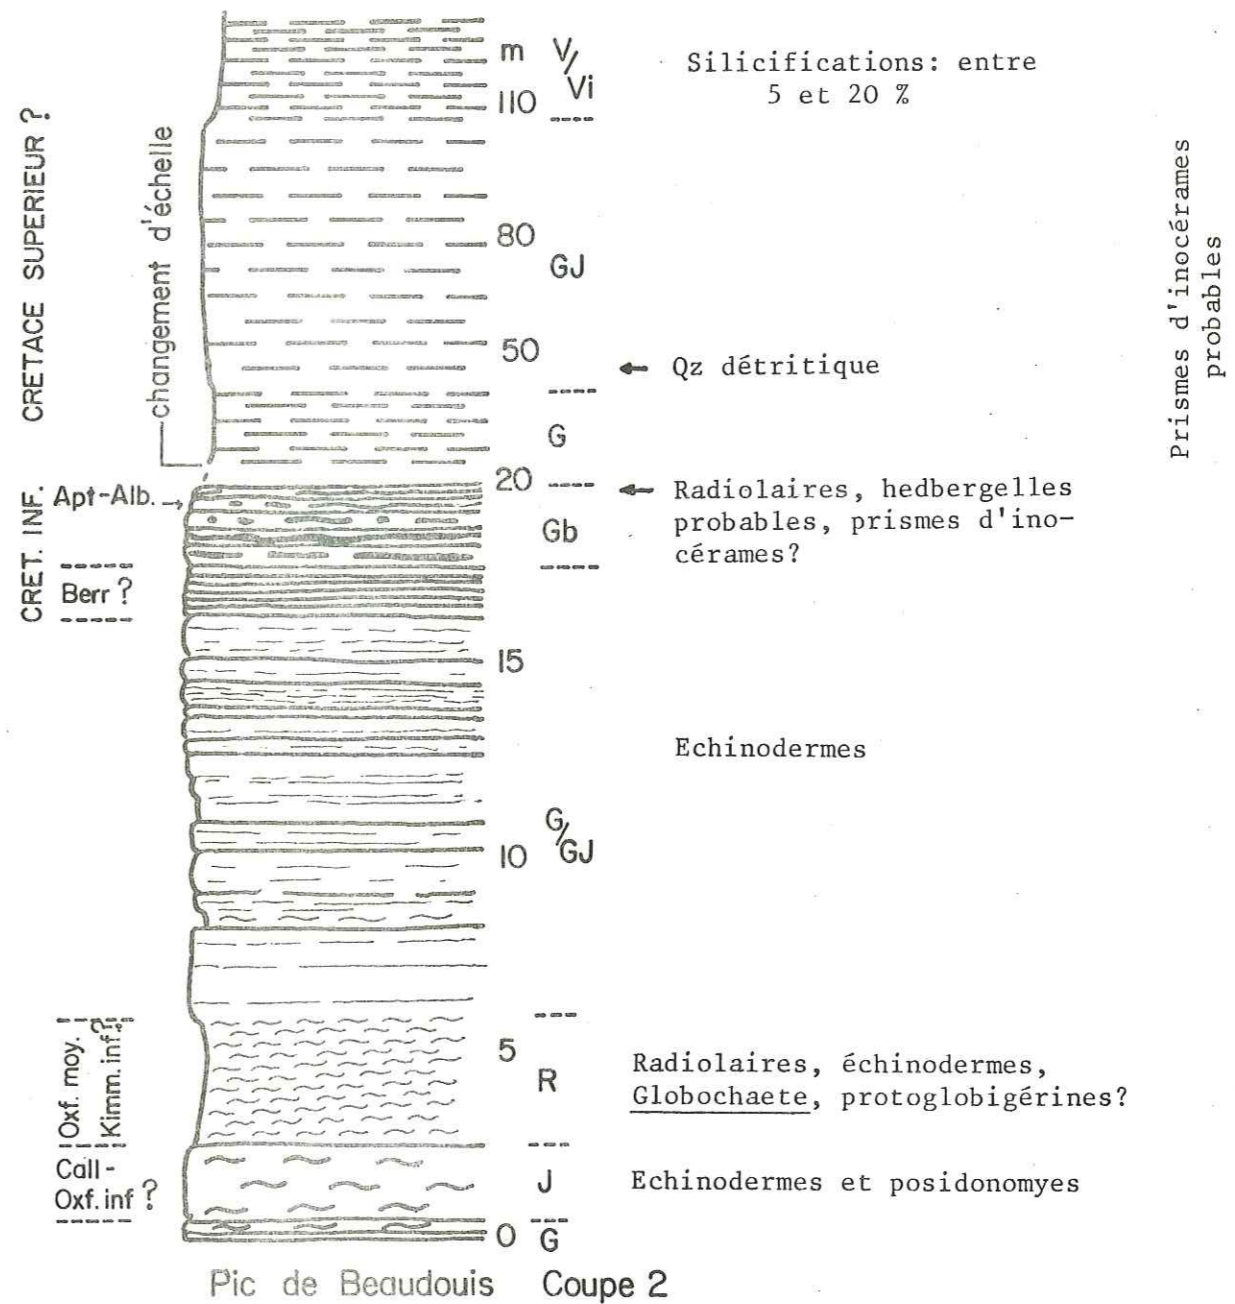 CRETACE SUPERIEUR ?
changement d'échelle
m
V/Vi
110
Silicifications: entre
5 et 20 %
Prismes d'inocérames
probables
80
GJ
50
Qz détritique
G
CRET. INF.
Apt-Alb.
20
Radiolaires, hedbergelles
probables, prismes d'ino-
cérames?
Gb
Berr ?
15
Echinodermes
G/GJ
10
Oxf. moy.
Kimm. inf.?
5
R
Radiolaires, échinodermes,
Globochaete, protoglobigérines?
Call-
Oxf. inf ?
J
Echinodermes et posidonomyes
0
G
Pic de Beaudouis Coupe 2